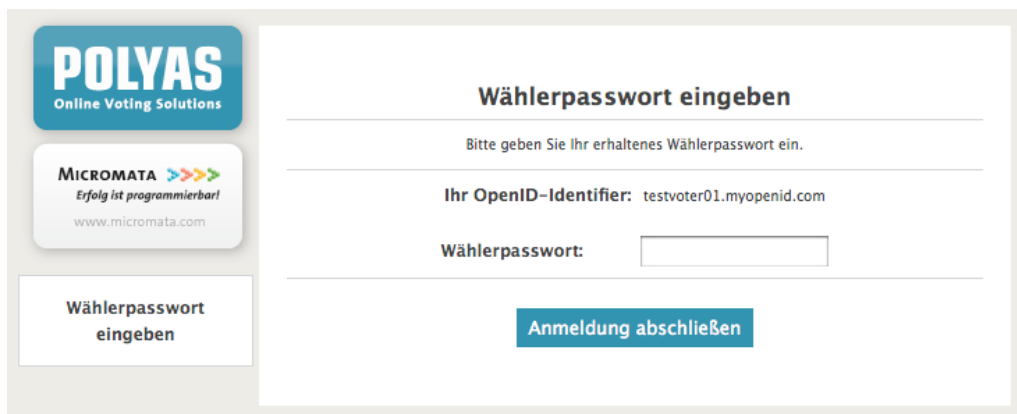 POLYAS
Online Voting Solutions
MICROMATA
Erfolg ist programmierbar!
www.micromata.com
Wählerpasswort
eingeben
Wählerpasswort eingeben
Bitte geben Sie Ihr erhaltenes Wählerpasswort ein.
Ihr OpenID-Identifier: testvoter01.myopenid.com
Wählerpasswort:
Anmeldung abschließen